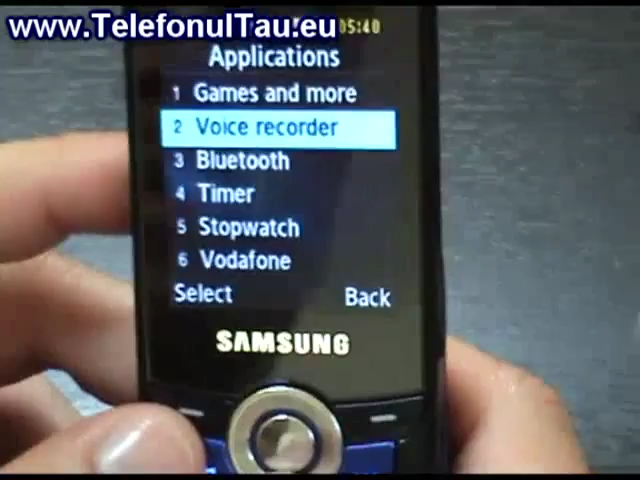 www.TelefonulTau.eu
05:40
Applications
1 Games and more
2 Voice recorder
3 Bluetooth
4 Timer
5 Stopwatch
6 Vodafone
Select Back
SAMSUNG